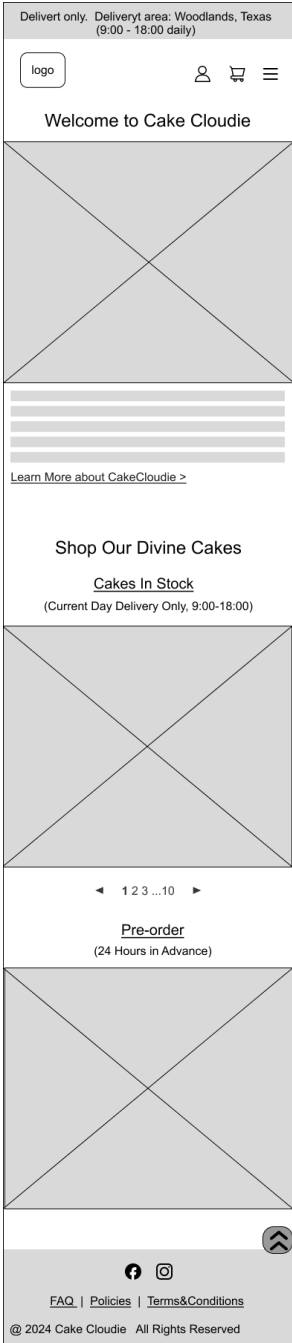 Delivert only.  Deliveryt area: Woodlands, Texas
(9:00 - 18:00 daily)
logo
Welcome to Cake Cloudie
Learn More about CakeCloudie >
Shop Our Divine Cakes
Cakes In Stock
(Current Day Delivery Only, 9:00-18:00)
◄ 1 2 3 ...10 ►
Pre-order
(24 Hours in Advance)
FAQ | Policies | Terms&Conditions
@ 2024 Cake Cloudie  All Rights Reserved